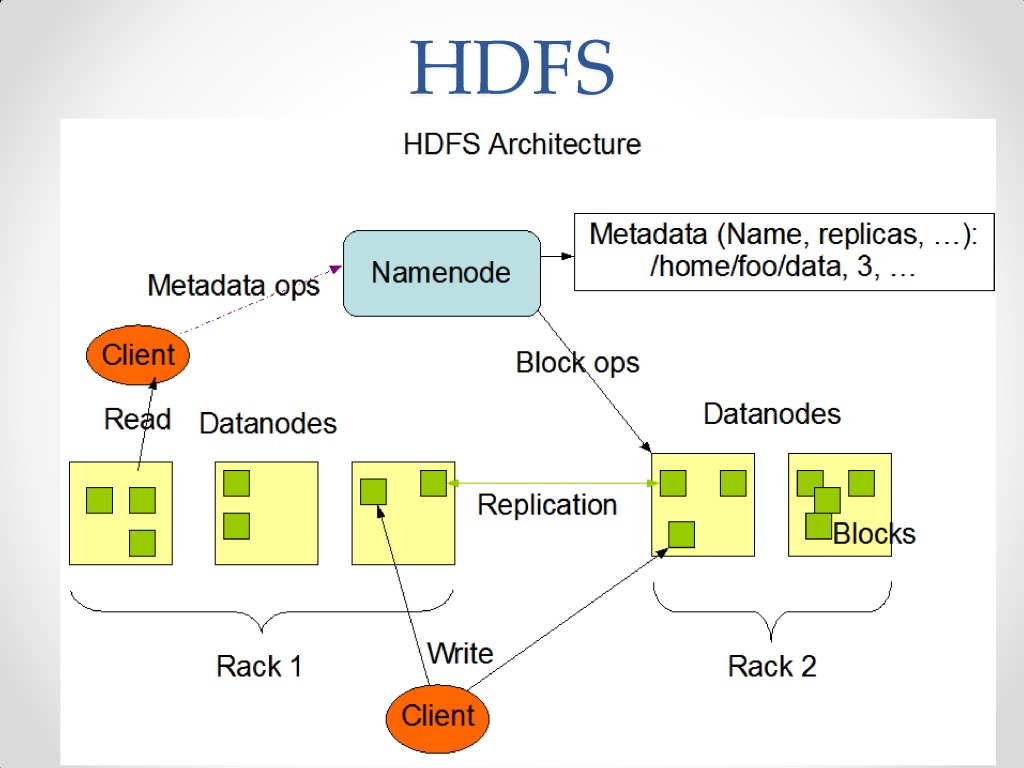 HDFS
HDFS Architecture
Metadata (Name, replicas, …):
/home/foo/data, 3, …
Namenode
Metadata ops
Client
Block ops
Read
Datanodes
Datanodes
Replication
Blocks
Rack 1
Write
Rack 2
Client